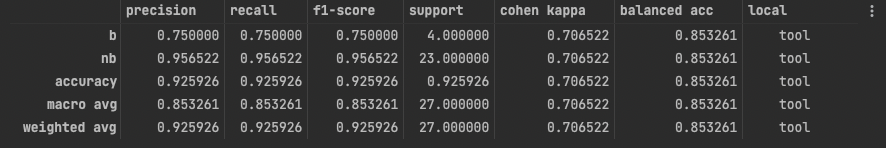 precision recall f1-score support cohen kappa balanced acc local
b 0.750000 0.750000 0.750000 4.000000 0.706522 0.853261 tool
nb 0.956522 0.956522 0.956522 23.000000 0.706522 0.853261 tool
accuracy 0.925926 0.925926 0.925926 0.925926 0.706522 0.853261 tool
macro avg 0.853261 0.853261 0.853261 27.000000 0.706522 0.853261 tool
weighted avg 0.925926 0.925926 0.925926 27.000000 0.706522 0.853261 tool